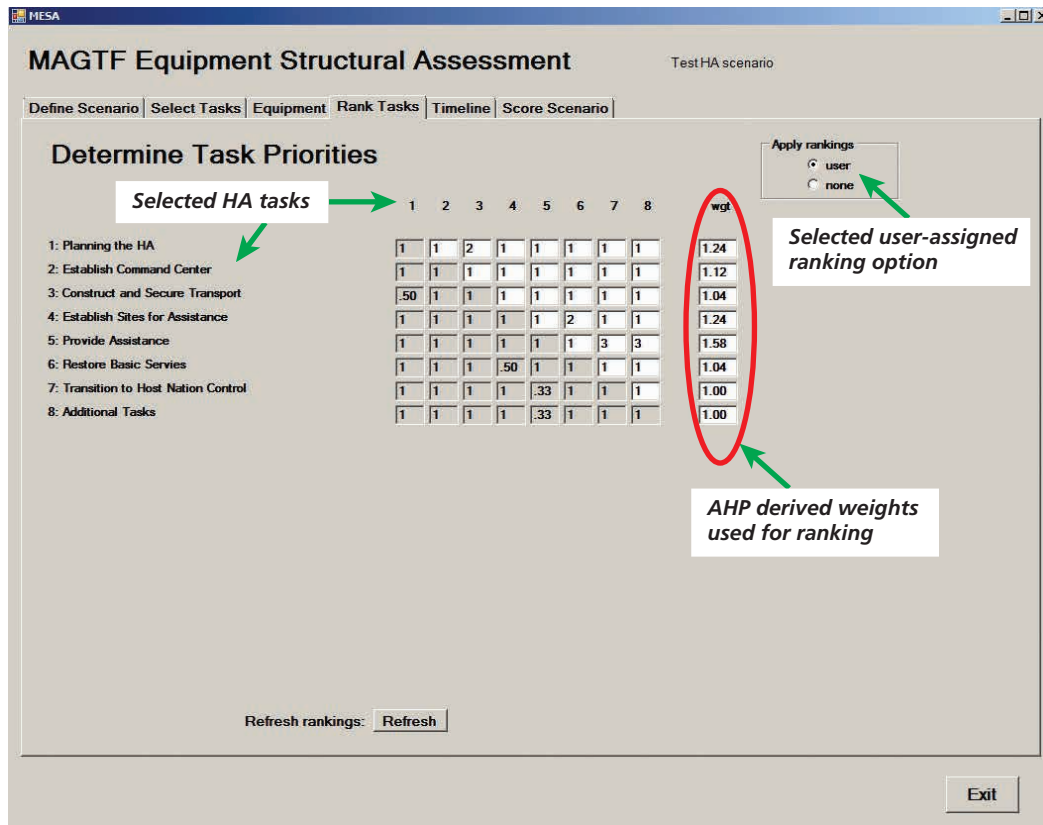 MESA
MAGTF Equipment Structural Assessment
Test HA scenario
Define Scenario Select Tasks Equipment Rank Tasks Timeline Score Scenario
Determine Task Priorities
Apply rankings
user
none
Selected HA tasks
1 2 3 4 5 6 7 8 wgt
Selected user-assigned
ranking option
1: Planning the HA 1 1 2 1 1 1 1 1 1.24
2: Establish Command Center 1 1 1 1 1 1 1 1 1.12
3: Construct and Secure Transport .50 1 1 1 1 1 1 1 1.04
4: Establish Sites for Assistance 1 1 1 1 1 2 1 1 1.24
5: Provide Assistance 1 1 1 1 1 1 3 3 1.58
6: Restore Basic Servies 1 1 1 .50 1 1 1 1 1.04
7: Transition to Host Nation Control 1 1 1 1 .33 1 1 1 1.00
8: Additional Tasks 1 1 1 1 .33 1 1 1 1.00
AHP derived weights
used for ranking
Refresh rankings: Refresh
Exit